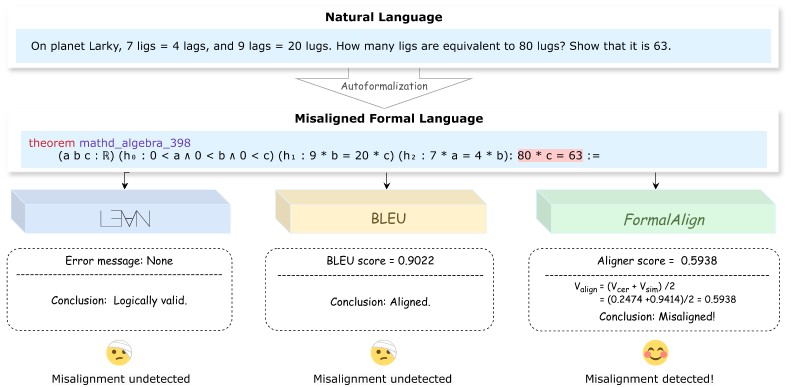 Natural Language
On planet Larky, 7 ligs = 4 lags, and 9 lags = 20 lugs. How many ligs are equivalent to 80 lugs? Show that it is 63.
Autoformalization
Misaligned Formal Language
theorem mathd_algebra_398
(a b c : ℝ) (h₀ : 0 < a ∧ 0 < b ∧ 0 < c) (h₁ : 9 * b = 20 * c) (h₂ : 7 * a = 4 * b): 80 * c = 63 :=
L∃∀N
BLEU
FormalAlign
Error message: None
Conclusion: Logically valid.
BLEU score = 0.9022
Conclusion: Aligned.
Aligner score = 0.5938
V_align = (V_cer + V_sim) /2
= (0.2474 +0.9414)/2 = 0.5938
Conclusion: Misaligned!
Misalignment undetected
Misalignment undetected
Misalignment detected!